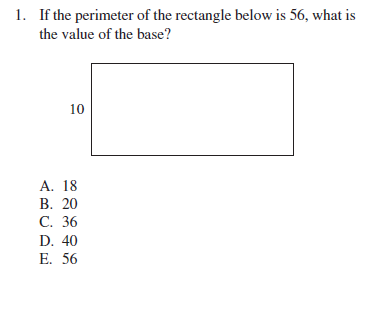 1. If the perimeter of the rectangle below is 56, what is
the value of the base?
10
A. 18
B. 20
C. 36
D. 40
E. 56